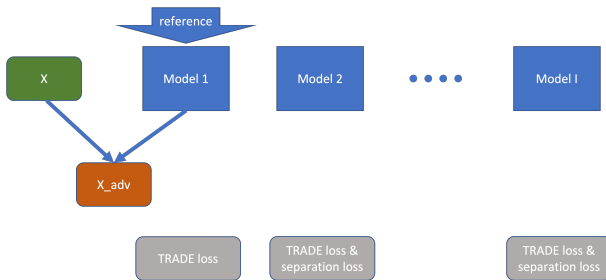 reference
X
Model 1
Model 2
Model I
X_adv
TRADE loss
TRADE loss &
separation loss
TRADE loss &
separation loss